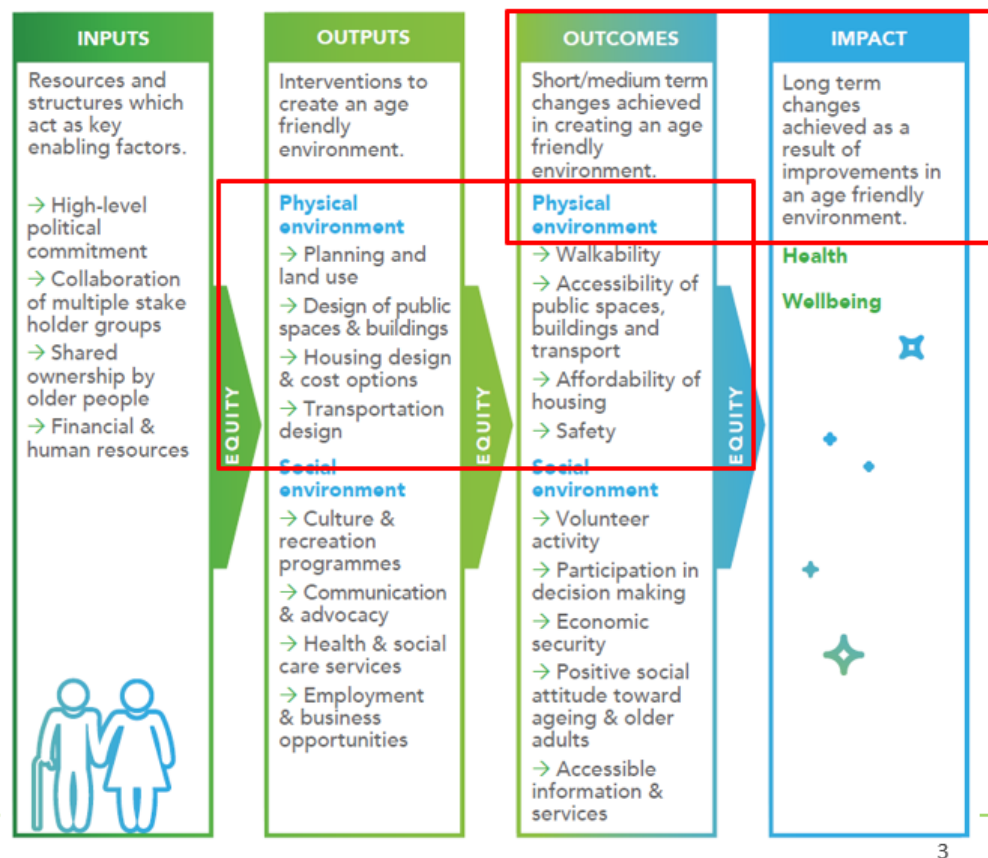 INPUTS
Resources and
structures which
act as key
enabling factors.
→ High-level
political
commitment
→ Collaboration
of multiple stake
holder groups
→ Shared
ownership by
older people
→ Financial &
human resources
EQUITY
OUTPUTS
Interventions to
create an age
friendly
environment.
Physical
environment
→ Planning and
land use
→ Design of public
spaces & buildings
→ Housing design
& cost options
→ Transportation
design
Social
environment
→ Culture &
recreation
programmes
→ Communication
& advocacy
→ Health & social
care services
→ Employment
& business
opportunities
EQUITY
OUTCOMES
Short/medium term
changes achieved
in creating an age
friendly
environment.
Physical
environment
→ Walkability
→ Accessibility of
public spaces,
buildings and
transport
→ Affordability of
housing
→ Safety
Social
environment
→ Volunteer
activity
→ Participation in
decision making
→ Economic
security
→ Positive social
attitude toward
ageing & older
adults
→ Accessible
information &
services
EQUITY
IMPACT
Long term
changes
achieved as a
result of
improvements in
an age friendly
environment.
Health
Wellbeing
3